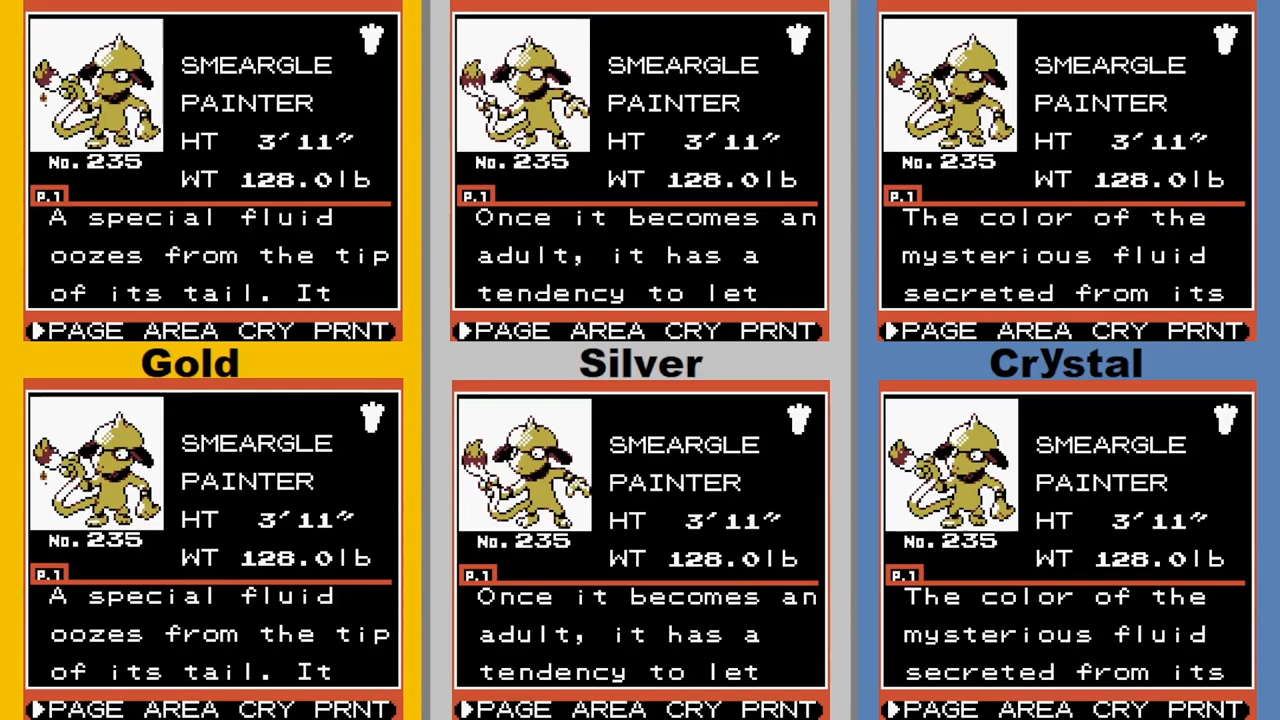 SMEARGLE
PAINTER
HT 3′11″
No. 235
WT 128.0lb
P.1
A special fluid
oozes from the tip
of its tail. It
▶PAGE AREA CRY PRNT
SMEARGLE
PAINTER
HT 3′11″
No. 235
WT 128.0lb
P.1
Once it becomes an
adult, it has a
tendency to let
▶PAGE AREA CRY PRNT
SMEARGLE
PAINTER
HT 3′11″
No. 235
WT 128.0lb
P.1
The color of the
mysterious fluid
secreted from its
▶PAGE AREA CRY PRNT
Gold
Silver
Crystal
SMEARGLE
PAINTER
HT 3′11″
No. 235
WT 128.0lb
P.1
A special fluid
oozes from the tip
of its tail. It
▶PAGE AREA CRY PRNT
SMEARGLE
PAINTER
HT 3′11″
No. 235
WT 128.0lb
P.1
Once it becomes an
adult, it has a
tendency to let
▶PAGE AREA CRY PRNT
SMEARGLE
PAINTER
HT 3′11″
No. 235
WT 128.0lb
P.1
The color of the
mysterious fluid
secreted from its
▶PAGE AREA CRY PRNT